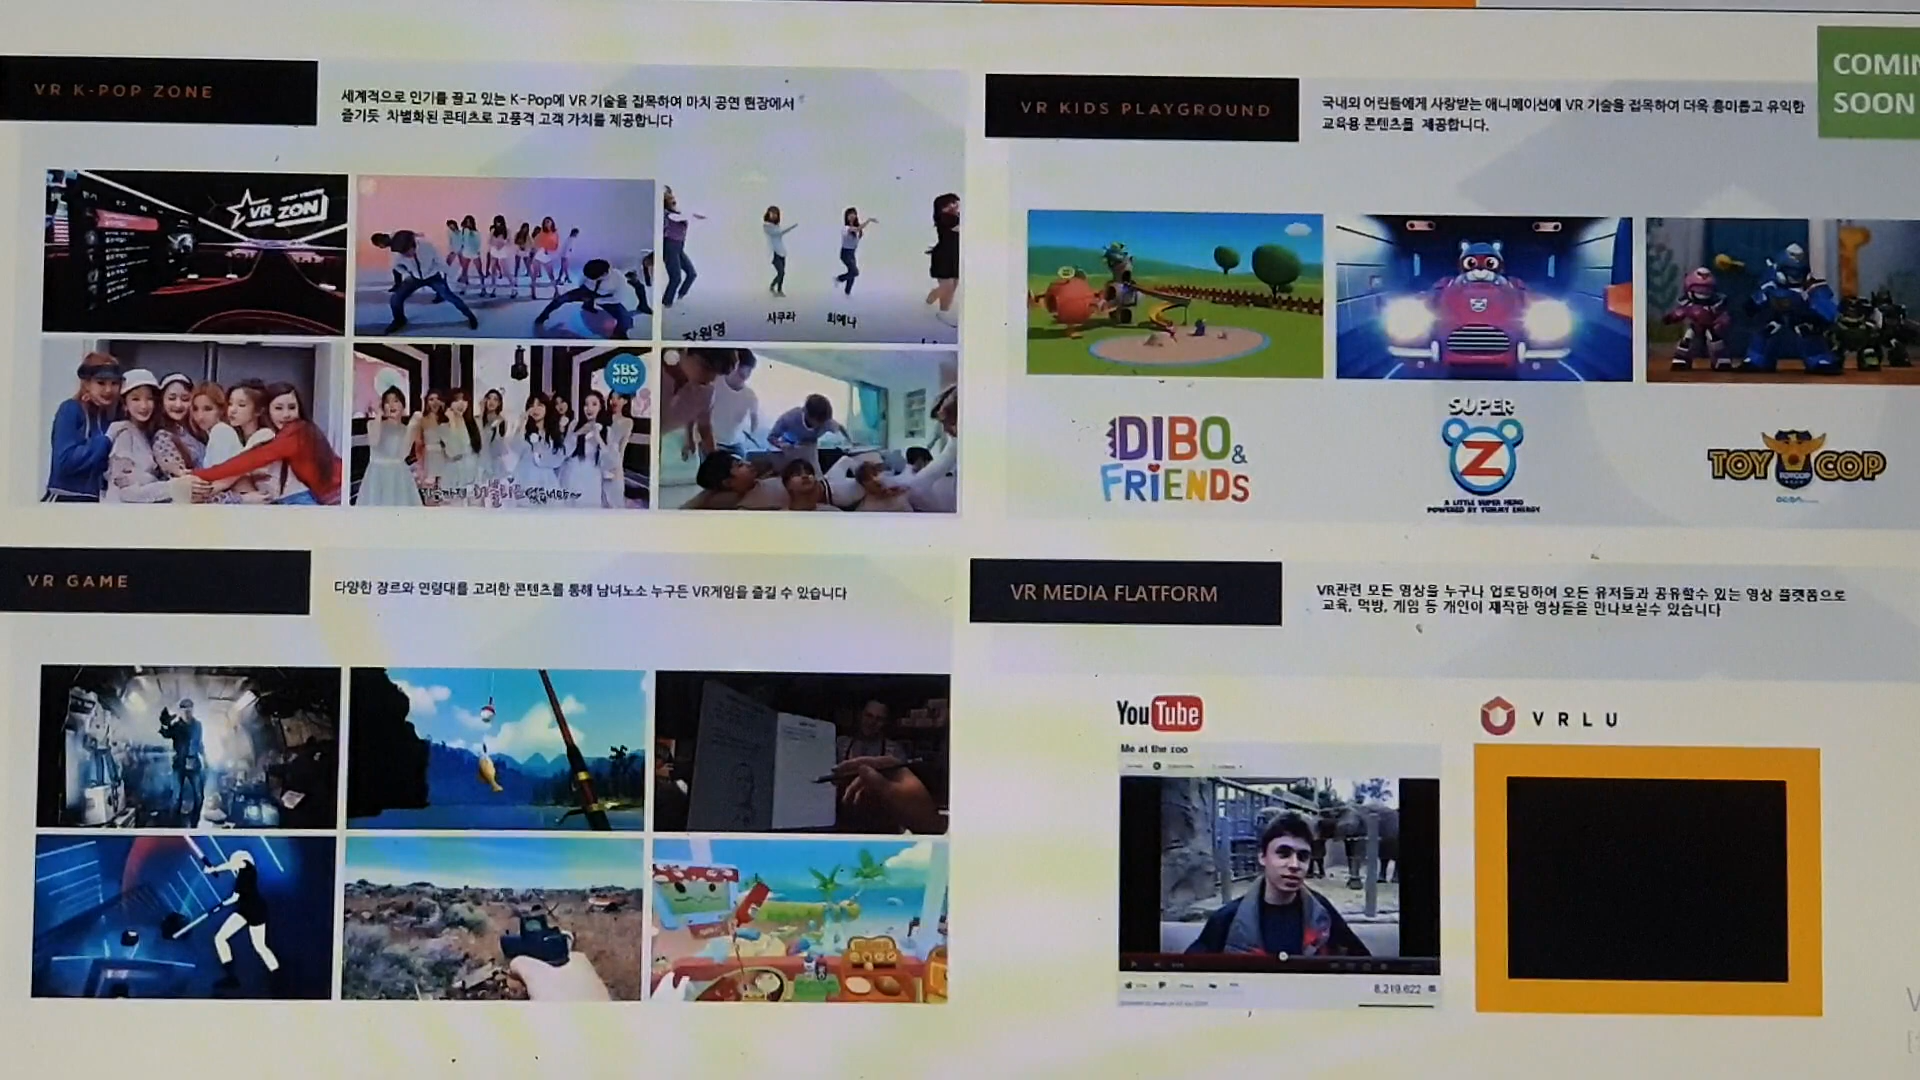 COMIN
SOON
VR K-POP ZONE
세계적으로 인기를 끌고 있는 K-Pop에 VR 기술을 접목하여 마치 공연 현장에서
즐기듯 차별화된 콘테츠로 고품격 고객 가치를 제공합니다
VR ZON
장원영
사쿠라
최예나
SBS
NOW
VR KIDS PLAYGROUND
국내외 어린들에게 사랑받는 애니메이션에 VR 기술을 접목하여 더욱 흥미롭고 유익한
교육용 콘텐츠를 제공합니다.
DIBO &
FRiENDS
SUPER
Z
A LITTLE SUPER HERO
POWERED BY YUMMY ENERGY
TOY COP
VR GAME
다양한 장르와 연령대를 고려한 콘텐츠를 통해 남녀노소 누구든 VR게임을 즐길 수 있습니다
VR MEDIA FLATFORM
VR관련 모든 영상을 누구나 업로딩하여 모든 유저들과 공유할수 있는 영상 플랫폼으로
교육, 먹방, 게임 등 개인이 제작한 영상들을 만나보실수 있습니다
YouTube
Me at the zoo
8,219,622
VRLU